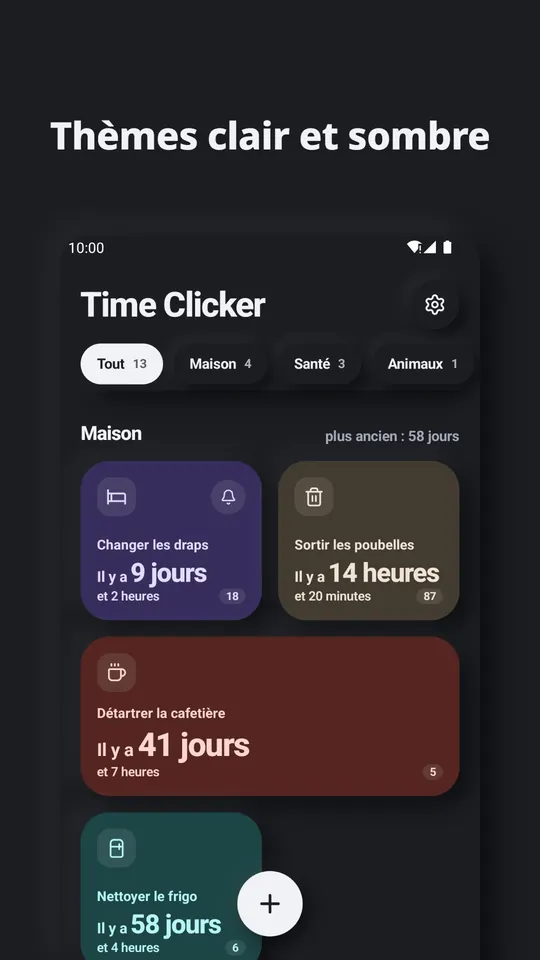 Thèmes clair et sombre
10:00
Time Clicker
Tout 13 Maison 4 Santé 3 Animaux 1
Maison plus ancien : 58 jours
Changer les draps
Il y a 9 jours
et 2 heures 18
Sortir les poubelles
Il y a 14 heures
et 20 minutes 87
Détartrer la cafetière
Il y a 41 jours
et 7 heures 5
Nettoyer le frigo
Il y a 58 jours
et 4 heures 6